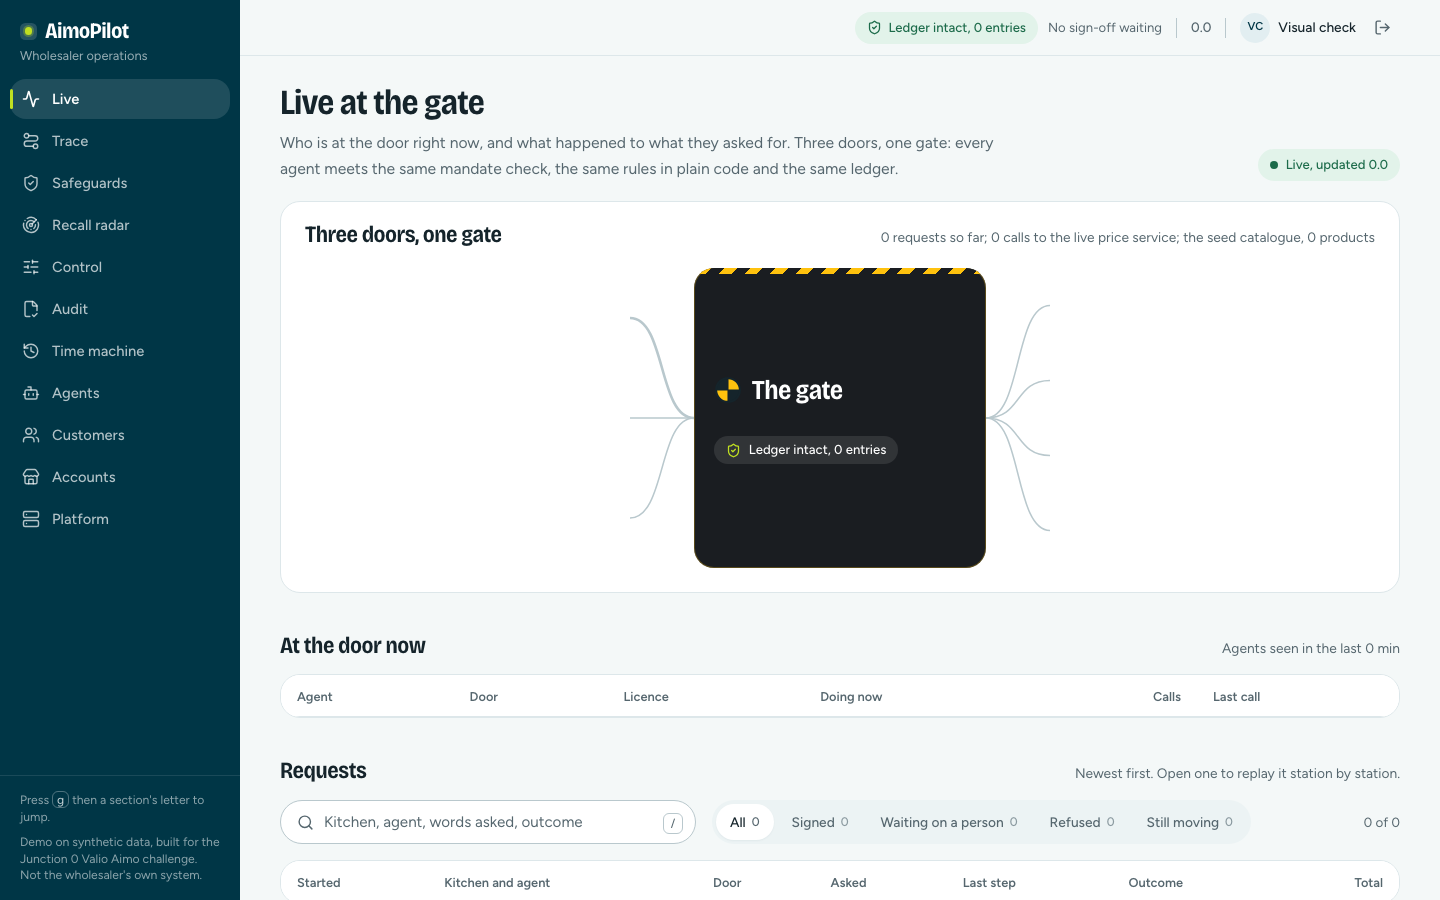 AimoPilot
Wholesaler operations
Live
Trace
Safeguards
Recall radar
Control
Audit
Time machine
Agents
Customers
Accounts
Platform
Press g then a section's letter to
jump.
Demo on synthetic data, built for the
Junction 0 Valio Aimo challenge.
Not the wholesaler's own system.
Ledger intact, 0 entries
No sign-off waiting
0.0
VC
Visual check
Live at the gate
Who is at the door right now, and what happened to what they asked for. Three doors, one gate: every
agent meets the same mandate check, the same rules in plain code and the same ledger.
Live, updated 0.0
Three doors, one gate
0 requests so far; 0 calls to the live price service; the seed catalogue, 0 products
The gate
Ledger intact, 0 entries
At the door now
Agents seen in the last 0 min
Agent Door Licence Doing now Calls Last call
Requests
Newest first. Open one to replay it station by station.
Kitchen, agent, words asked, outcome /
All 0 Signed 0 Waiting on a person 0 Refused 0 Still moving 0
0 of 0
Started Kitchen and agent Door Asked Last step Outcome Total